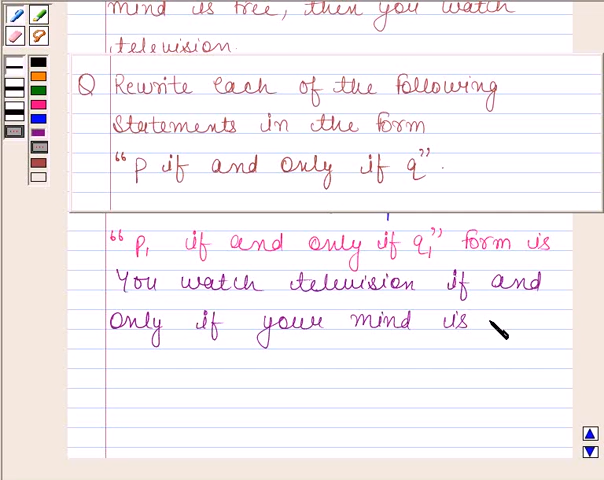 mind is free, then you watch
television.
Q Rewrite each of the following
statements in the form
“p if and only if q”.
“p₁ if and only if q₁” form is
You watch television if and
only if your mind is